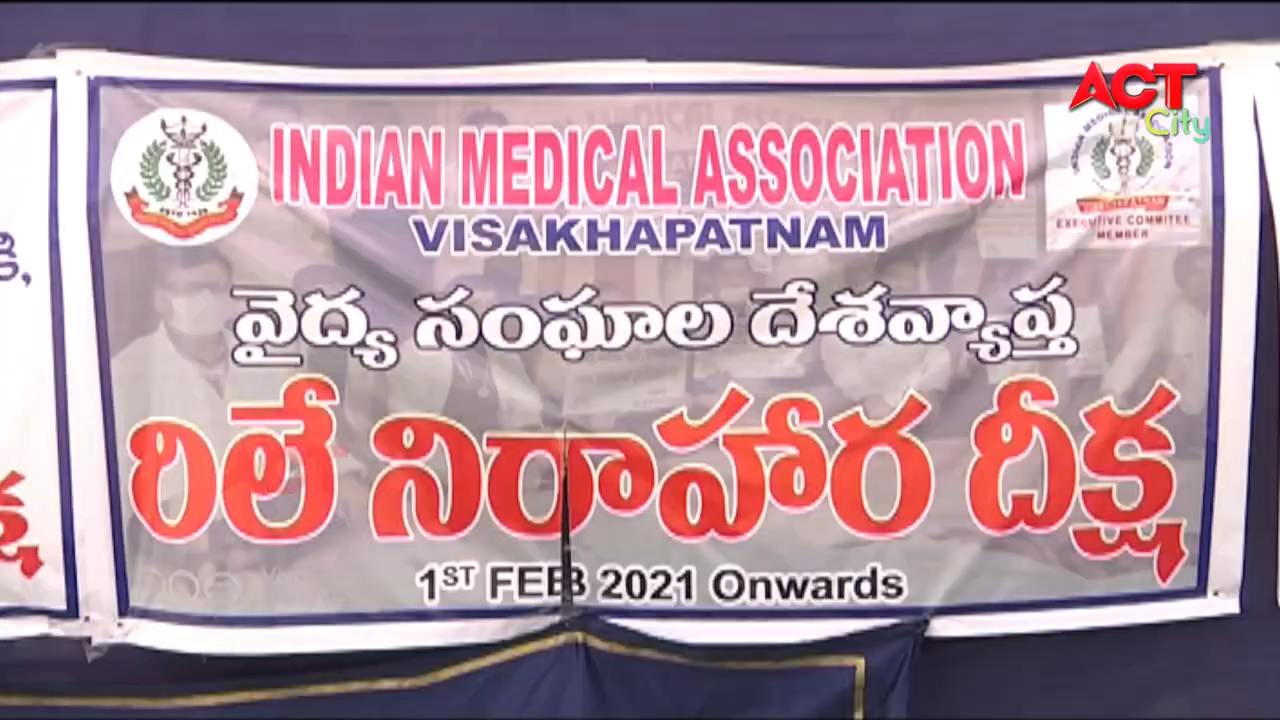 ACT
City
INDIAN MEDICAL ASSOCIATION
VISAKHAPATNAM
EXECUTIVE COMMITEE
MEMBER
వైద్య సంఘాల దేశవ్యాప్త
రిలే నిరాహార దీక్ష
1ST FEB 2021 Onwards